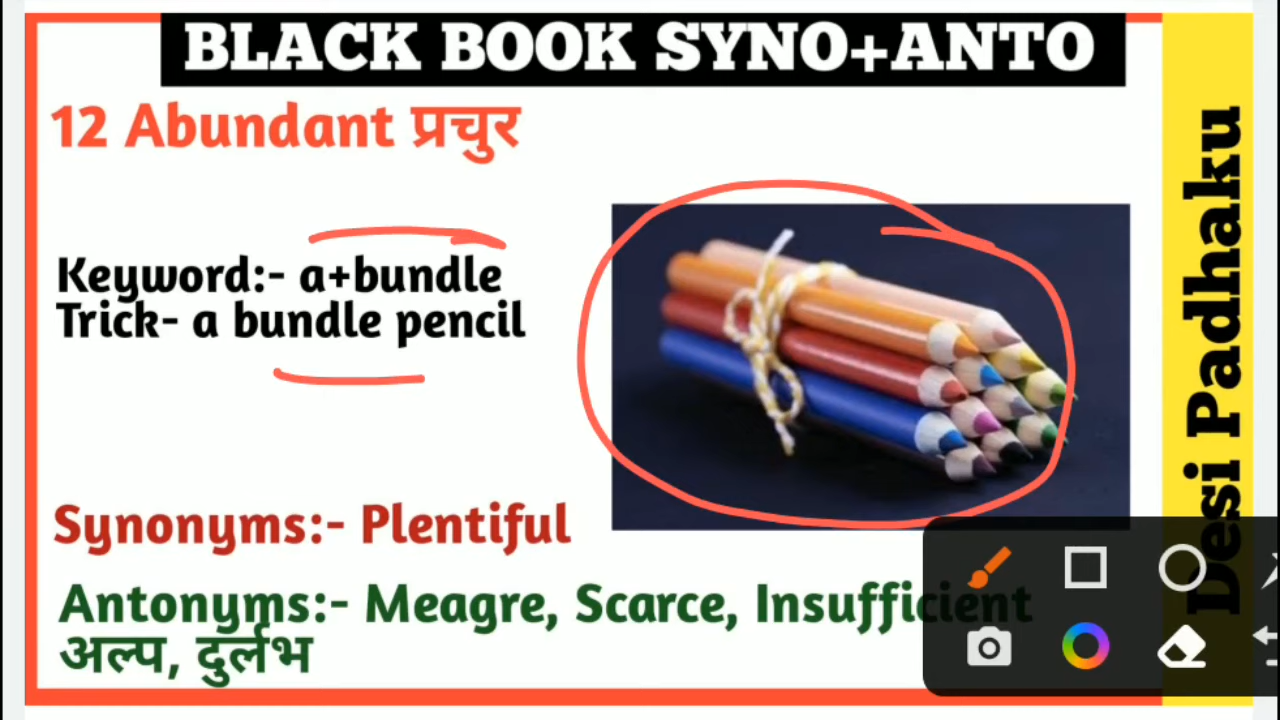 BLACK BOOK SYNO+ANTO
12 Abundant प्रचुर
Keyword:- a+bundle
Trick- a bundle pencil
Synonyms:- Plentiful
Antonyms:- Meagre, Scarce, Insufficient
अल्प, दुर्लभ
Desi Padhaku